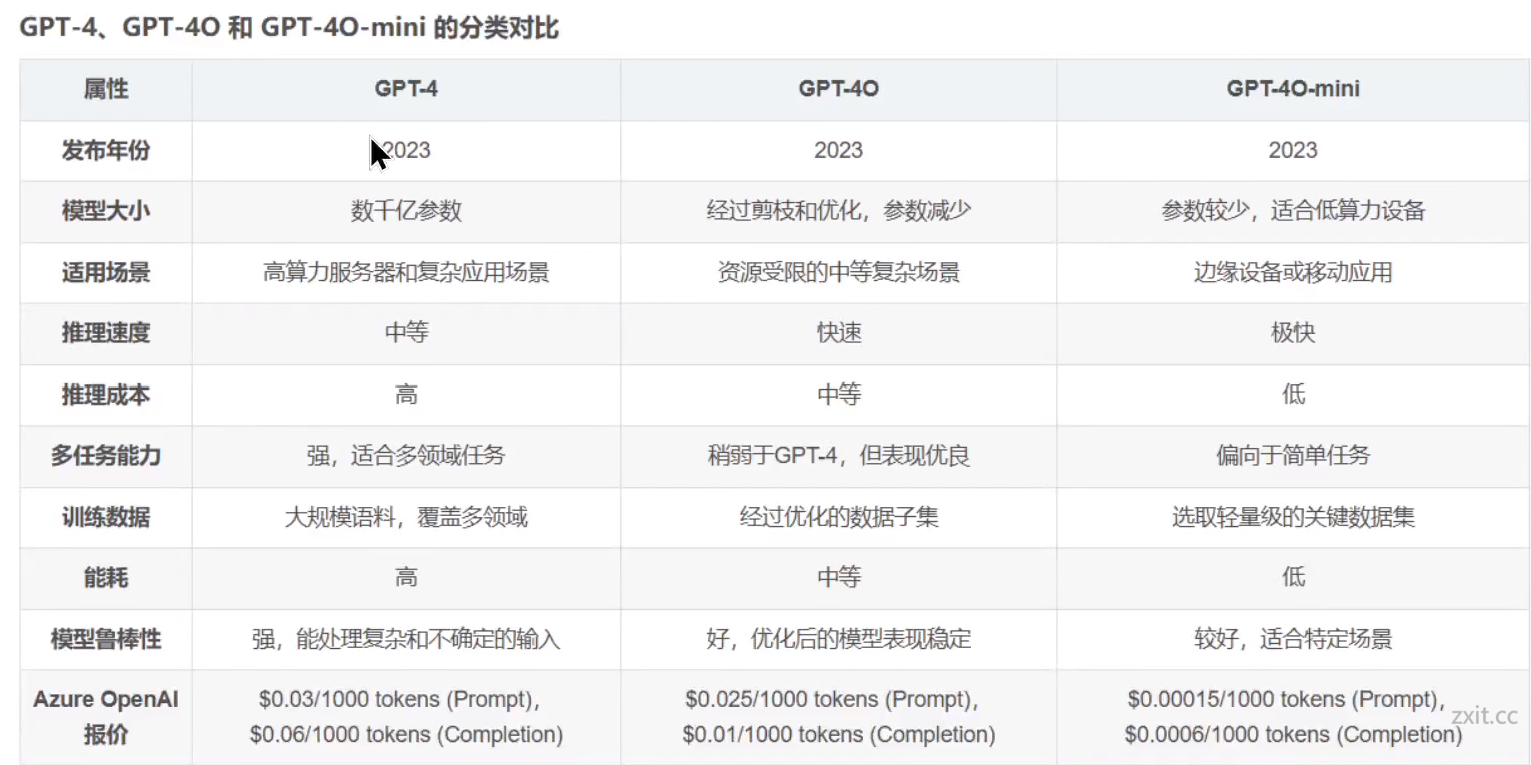 GPT-4、GPT-4O 和 GPT-4O-mini 的分类对比
属性 GPT-4 GPT-4O GPT-4O-mini
发布年份 2023 2023 2023
模型大小 数千亿参数 经过剪枝和优化，参数减少 参数较少，适合低算力设备
适用场景 高算力服务器和复杂应用场景 资源受限的中等复杂场景 边缘设备或移动应用
推理速度 中等 快速 极快
推理成本 高 中等 低
多任务能力 强，适合多领域任务 稍弱于GPT-4，但表现优良 偏向于简单任务
训练数据 大规模语料，覆盖多领域 经过优化的数据子集 选取轻量级的关键数据集
能耗 高 中等 低
模型鲁棒性 强，能处理复杂和不确定的输入 好，优化后的模型表现稳定 较好，适合特定场景
Azure OpenAI $0.03/1000 tokens (Prompt), $0.025/1000 tokens (Prompt), $0.00015/1000 tokens (Prompt),
报价 $0.06/1000 tokens (Completion) $0.01/1000 tokens (Completion) $0.0006/1000 tokens (Completion)
zxit.cc